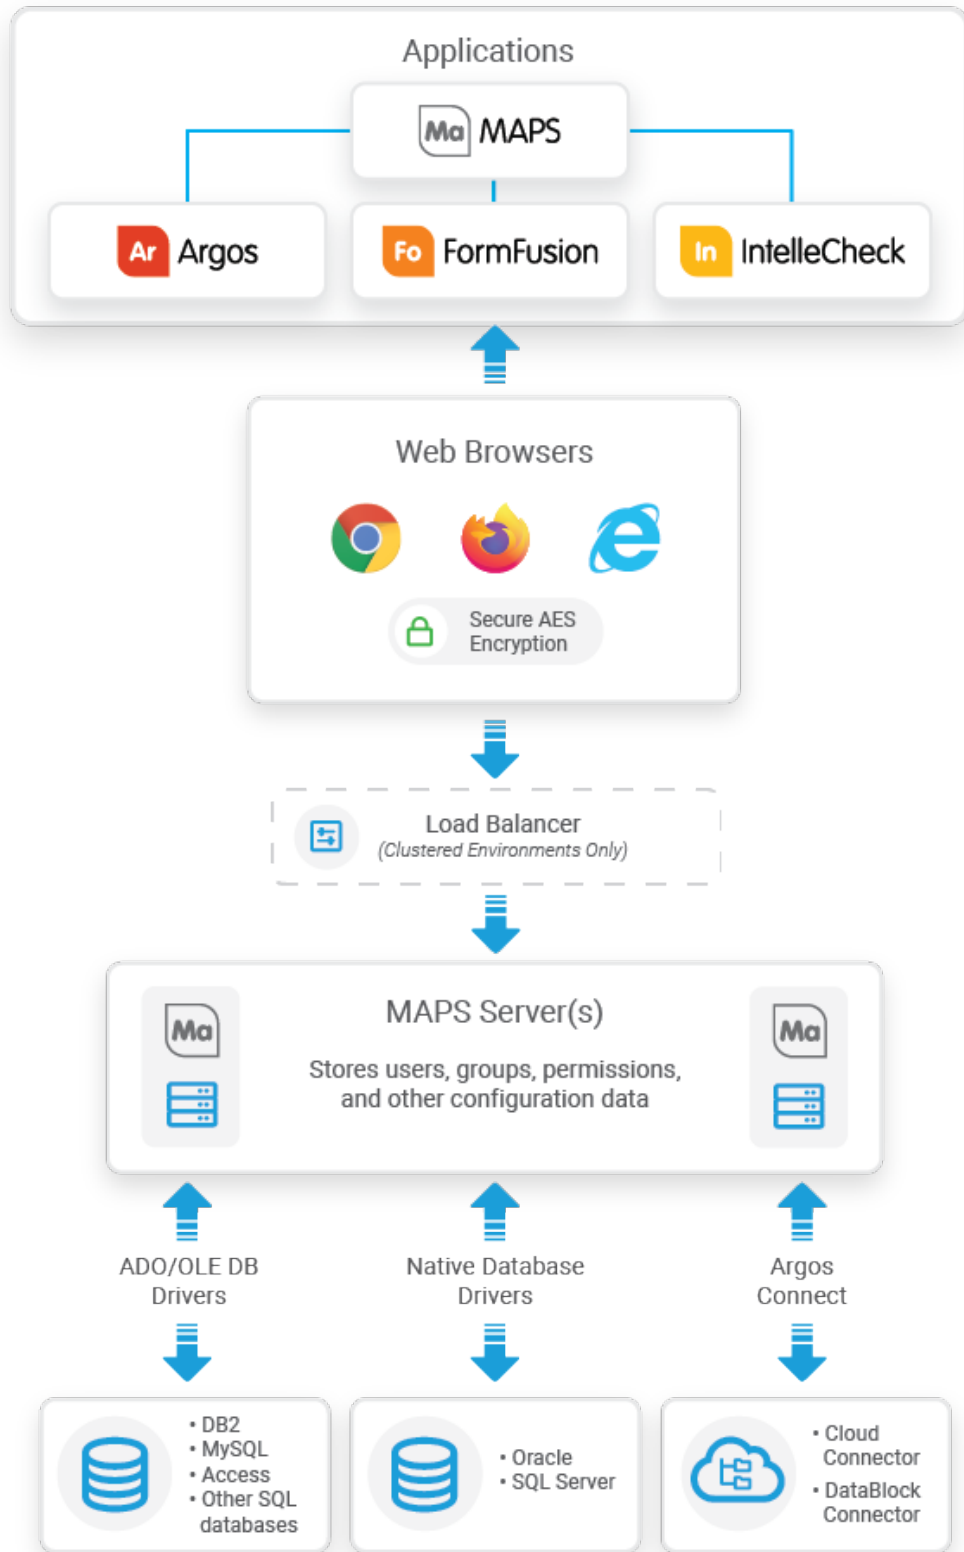 Applications
Ma MAPS
Ar Argos
Fo FormFusion
In IntelleCheck
Web Browsers
Secure AES
Encryption
Load Balancer
(Clustered Environments Only)
Ma
MAPS Server(s)
Ma
Stores users, groups, permissions,
and other configuration data
ADO/OLE DB
Drivers
Native Database
Drivers
Argos
Connect
• DB2
• MySQL
• Access
• Other SQL
databases
• Oracle
• SQL Server
• Cloud
Connector
• DataBlock
Connector